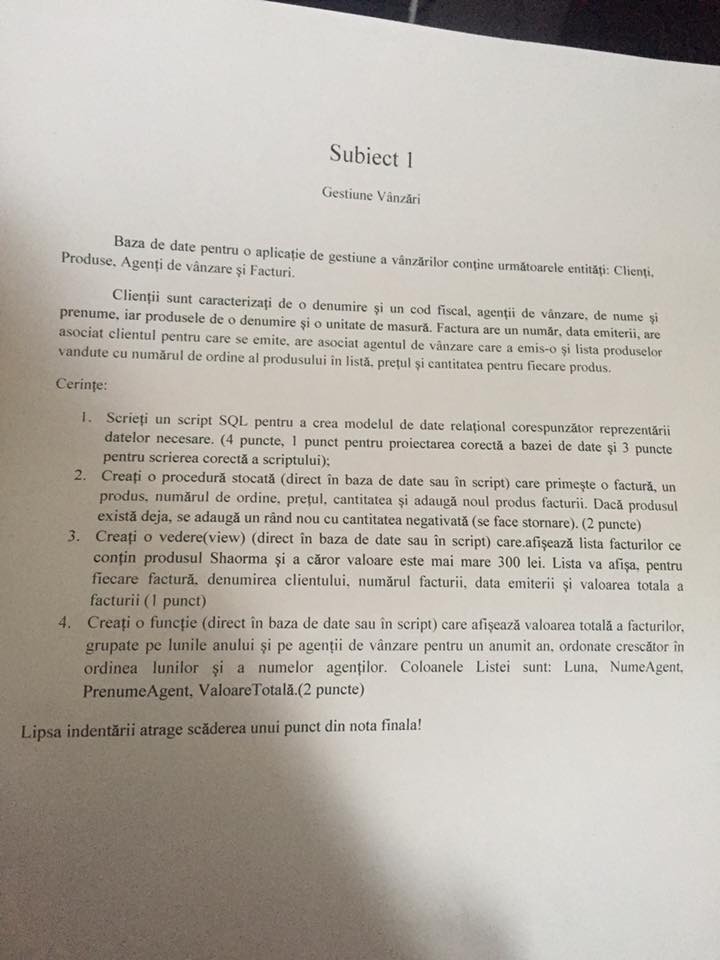 Subiect 1
Gestiune Vânzări
Baza de date pentru o aplicație de gestiune a vânzărilor conține următoarele entități: Clienți,
Produse, Agenți de vânzare și Facturi.
Clienții sunt caracterizați de o denumire și un cod fiscal, agenții de vânzare, de nume și
prenume, iar produsele de o denumire și o unitate de masură. Factura are un număr, data emiterii, are
asociat clientul pentru care se emite, are asociat agentul de vânzare care a emis-o și lista produselor
vandute cu numărul de ordine al produsului în listă, prețul și cantitatea pentru fiecare produs.
Cerințe:
1. Scrieți un script SQL pentru a crea modelul de date relațional corespunzător reprezentării
datelor necesare. (4 puncte, 1 punct pentru proiectarea corectă a bazei de date și 3 puncte
pentru scrierea corectă a scriptului);
2. Creați o procedură stocată (direct în baza de date sau în script) care primește o factură, un
produs, numărul de ordine, prețul, cantitatea și adaugă noul produs facturii. Dacă produsul
există deja, se adaugă un rând nou cu cantitatea negativată (se face stornare). (2 puncte)
3. Creați o vedere(view) (direct în baza de date sau în script) care.afișează lista facturilor ce
conțin produsul Shaorma și a căror valoare este mai mare 300 lei. Lista va afișa, pentru
fiecare factură, denumirea clientului, numărul facturii, data emiterii și valoarea totala a
facturii (1 punct)
4. Creați o funcție (direct în baza de date sau în script) care afișează valoarea totală a facturilor,
grupate pe lunile anului și pe agenții de vânzare pentru un anumit an, ordonate crescător în
ordinea lunilor și a numelor agenților. Coloanele Listei sunt: Luna, NumeAgent,
PrenumeAgent, ValoareTotală.(2 puncte)
Lipsa indentării atrage scăderea unui punct din nota finala!